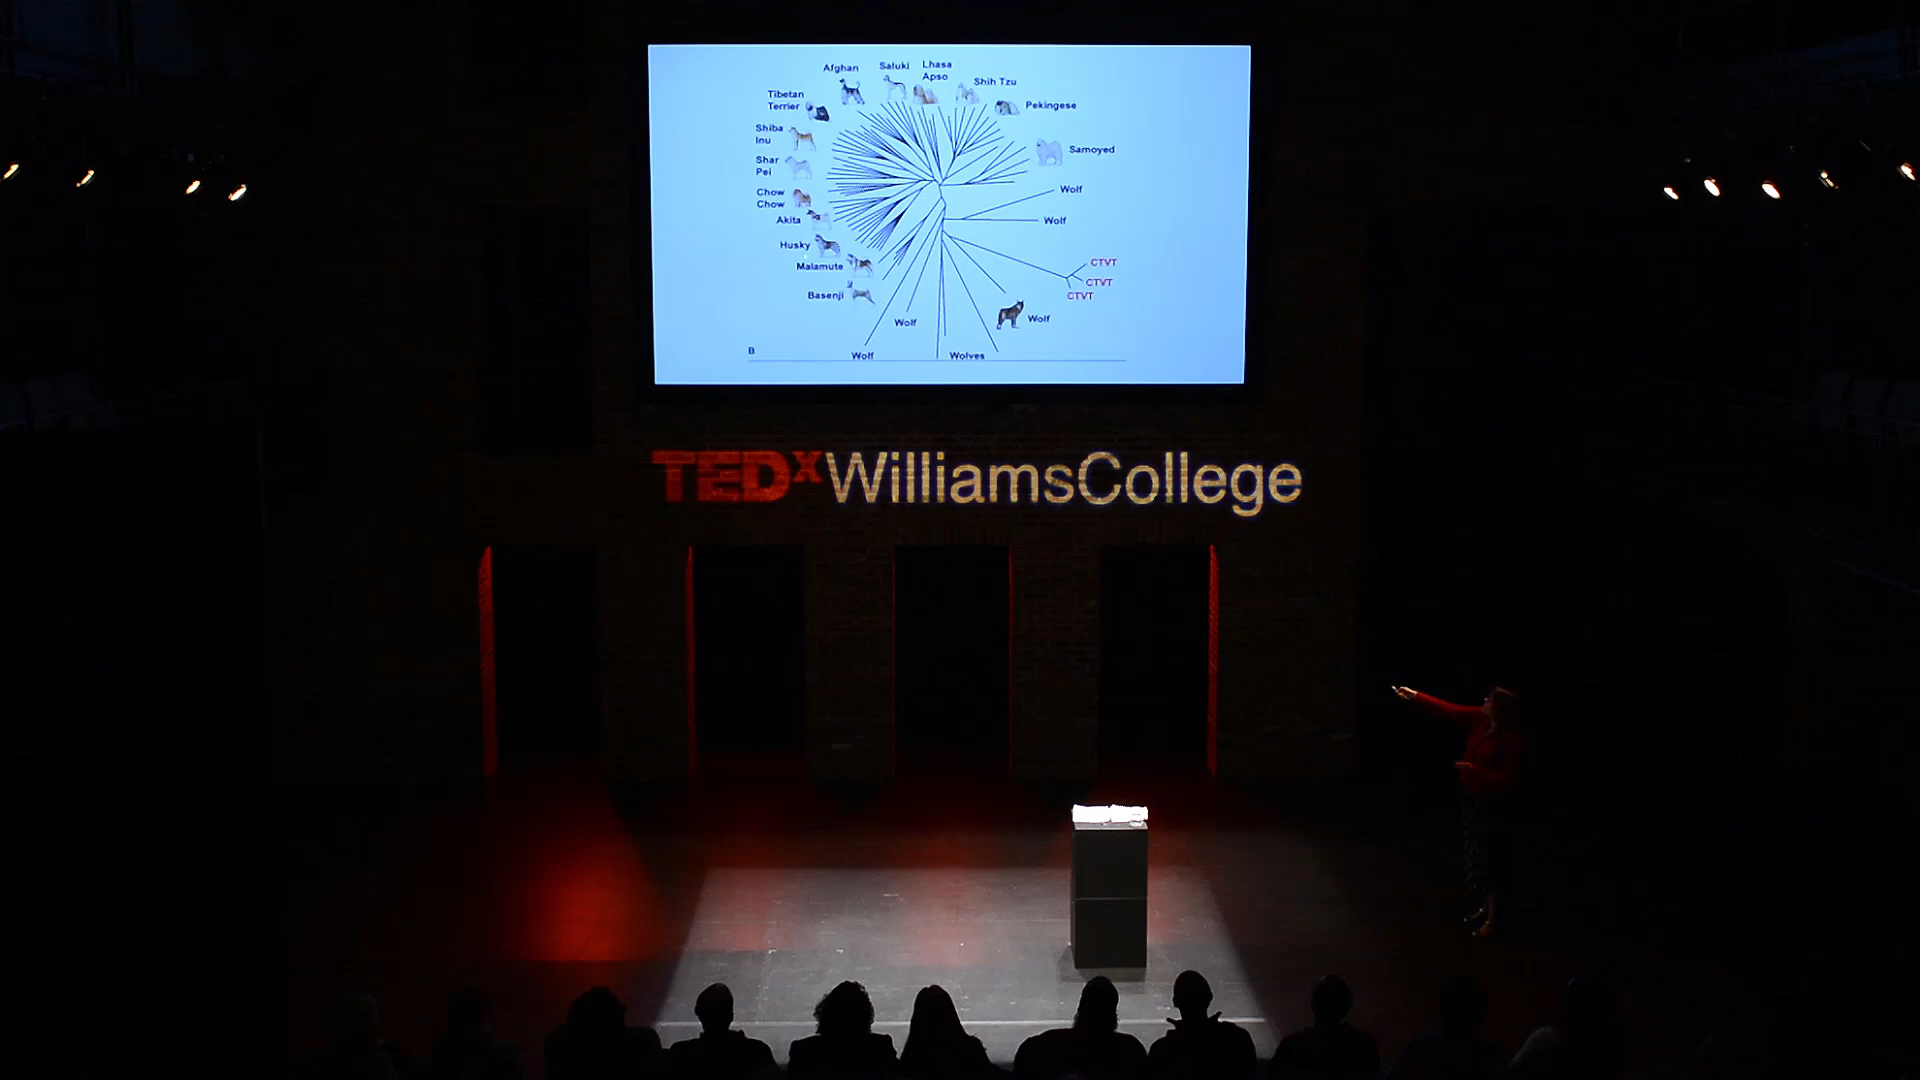 Afghan
Saluki
Lhasa
Apso
Shih Tzu
Tibetan
Terrier
Pekingese
Shiba
Inu
Samoyed
Shar
Pei
Wolf
Chow
Chow
Akita
Wolf
Husky
Malamute
CTVT
CTVT
CTVT
Basenji
Wolf
Wolf
B
Wolf
Wolves
TEDxWilliamsCollege